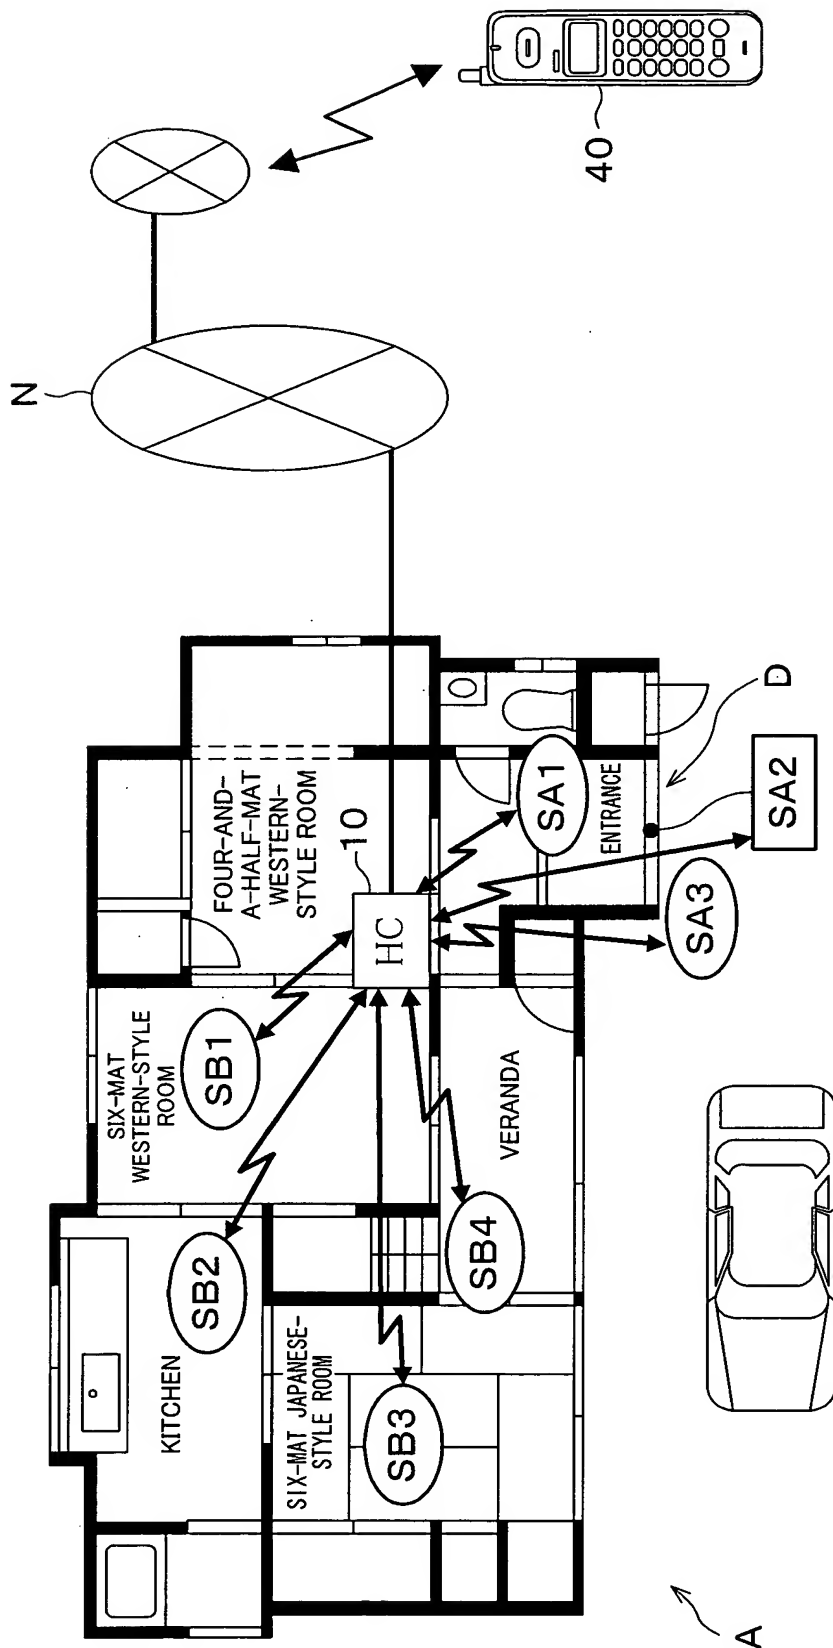 KITCHEN
SIX-MAT JAPANESE-
STYLE ROOM
SIX-MAT
WESTERN-STYLE
ROOM
FOUR-AND-
A-HALF-MAT
WESTERN-
STYLE ROOM
VERANDA
ENTRANCE
SB1
SB2
SB3
SB4
HC
10
SA1
SA2
SA3
D
A
N
40